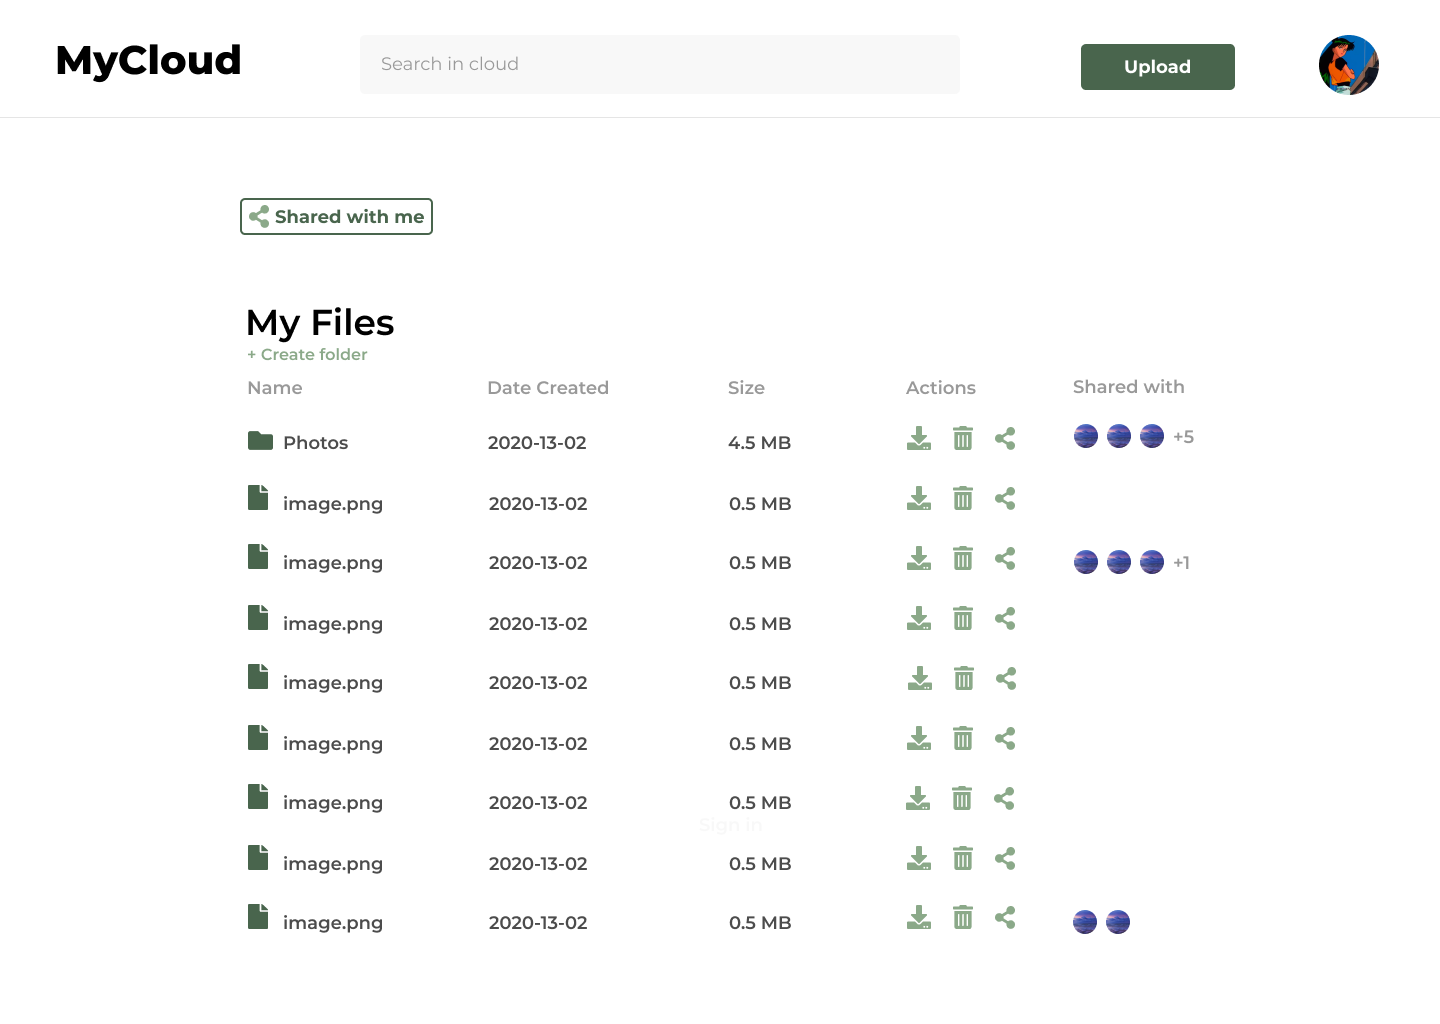 MyCloud
Search in cloud
Upload
Shared with me
My Files
+ Create folder
Name Date Created Size Actions Shared with
Photos 2020-13-02 4.5 MB +5
image.png 2020-13-02 0.5 MB
image.png 2020-13-02 0.5 MB +1
image.png 2020-13-02 0.5 MB
image.png 2020-13-02 0.5 MB
image.png 2020-13-02 0.5 MB
image.png 2020-13-02 0.5 MB
Sign in
image.png 2020-13-02 0.5 MB
image.png 2020-13-02 0.5 MB